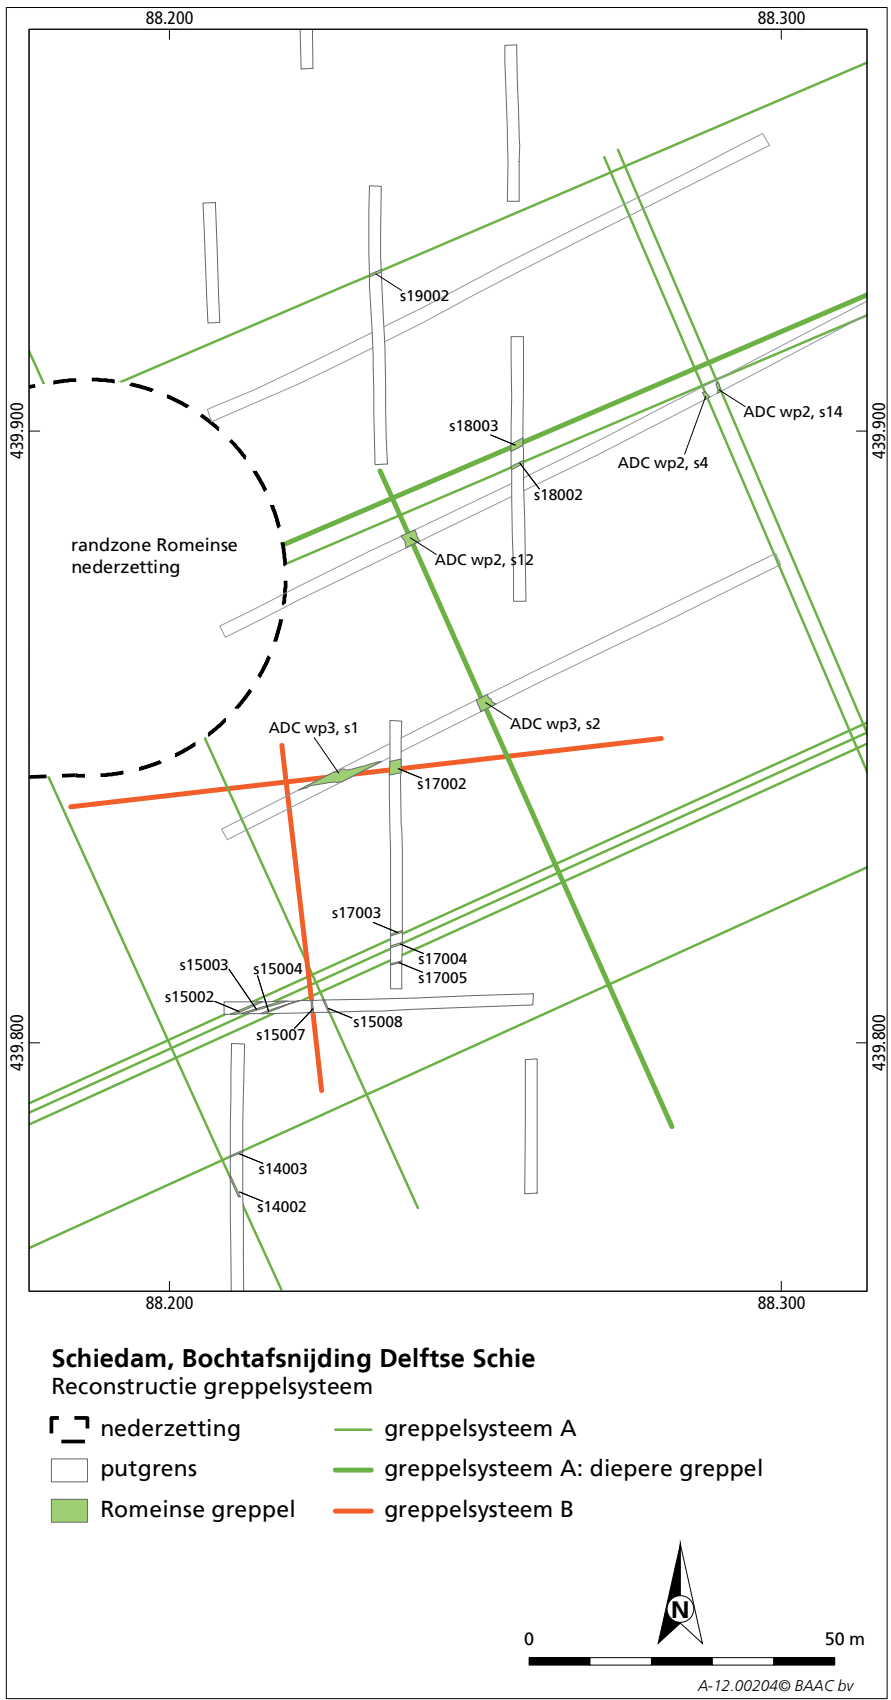 88.200
88.300
s19002
439.900
439.900
s18003
ADC wp2, s14
ADC wp2, s4
s18002
randzone Romeinse
nederzetting
ADC wp2, s12
ADC wp3, s1
ADC wp3, s2
s17002
s17003
s17004
s17005
s15003
s15004
s15002
s15007
s15008
439.800
439.800
s14003
s14002
88.200
88.300
Schiedam, Bochtafsnijding Delftse Schie
Reconstructie greppelsysteem
nederzetting
greppelsysteem A
putgrens
greppelsysteem A: diepere greppel
Romeinse greppel
greppelsysteem B
N
0
50 m
A-12.00204© BAAC bv